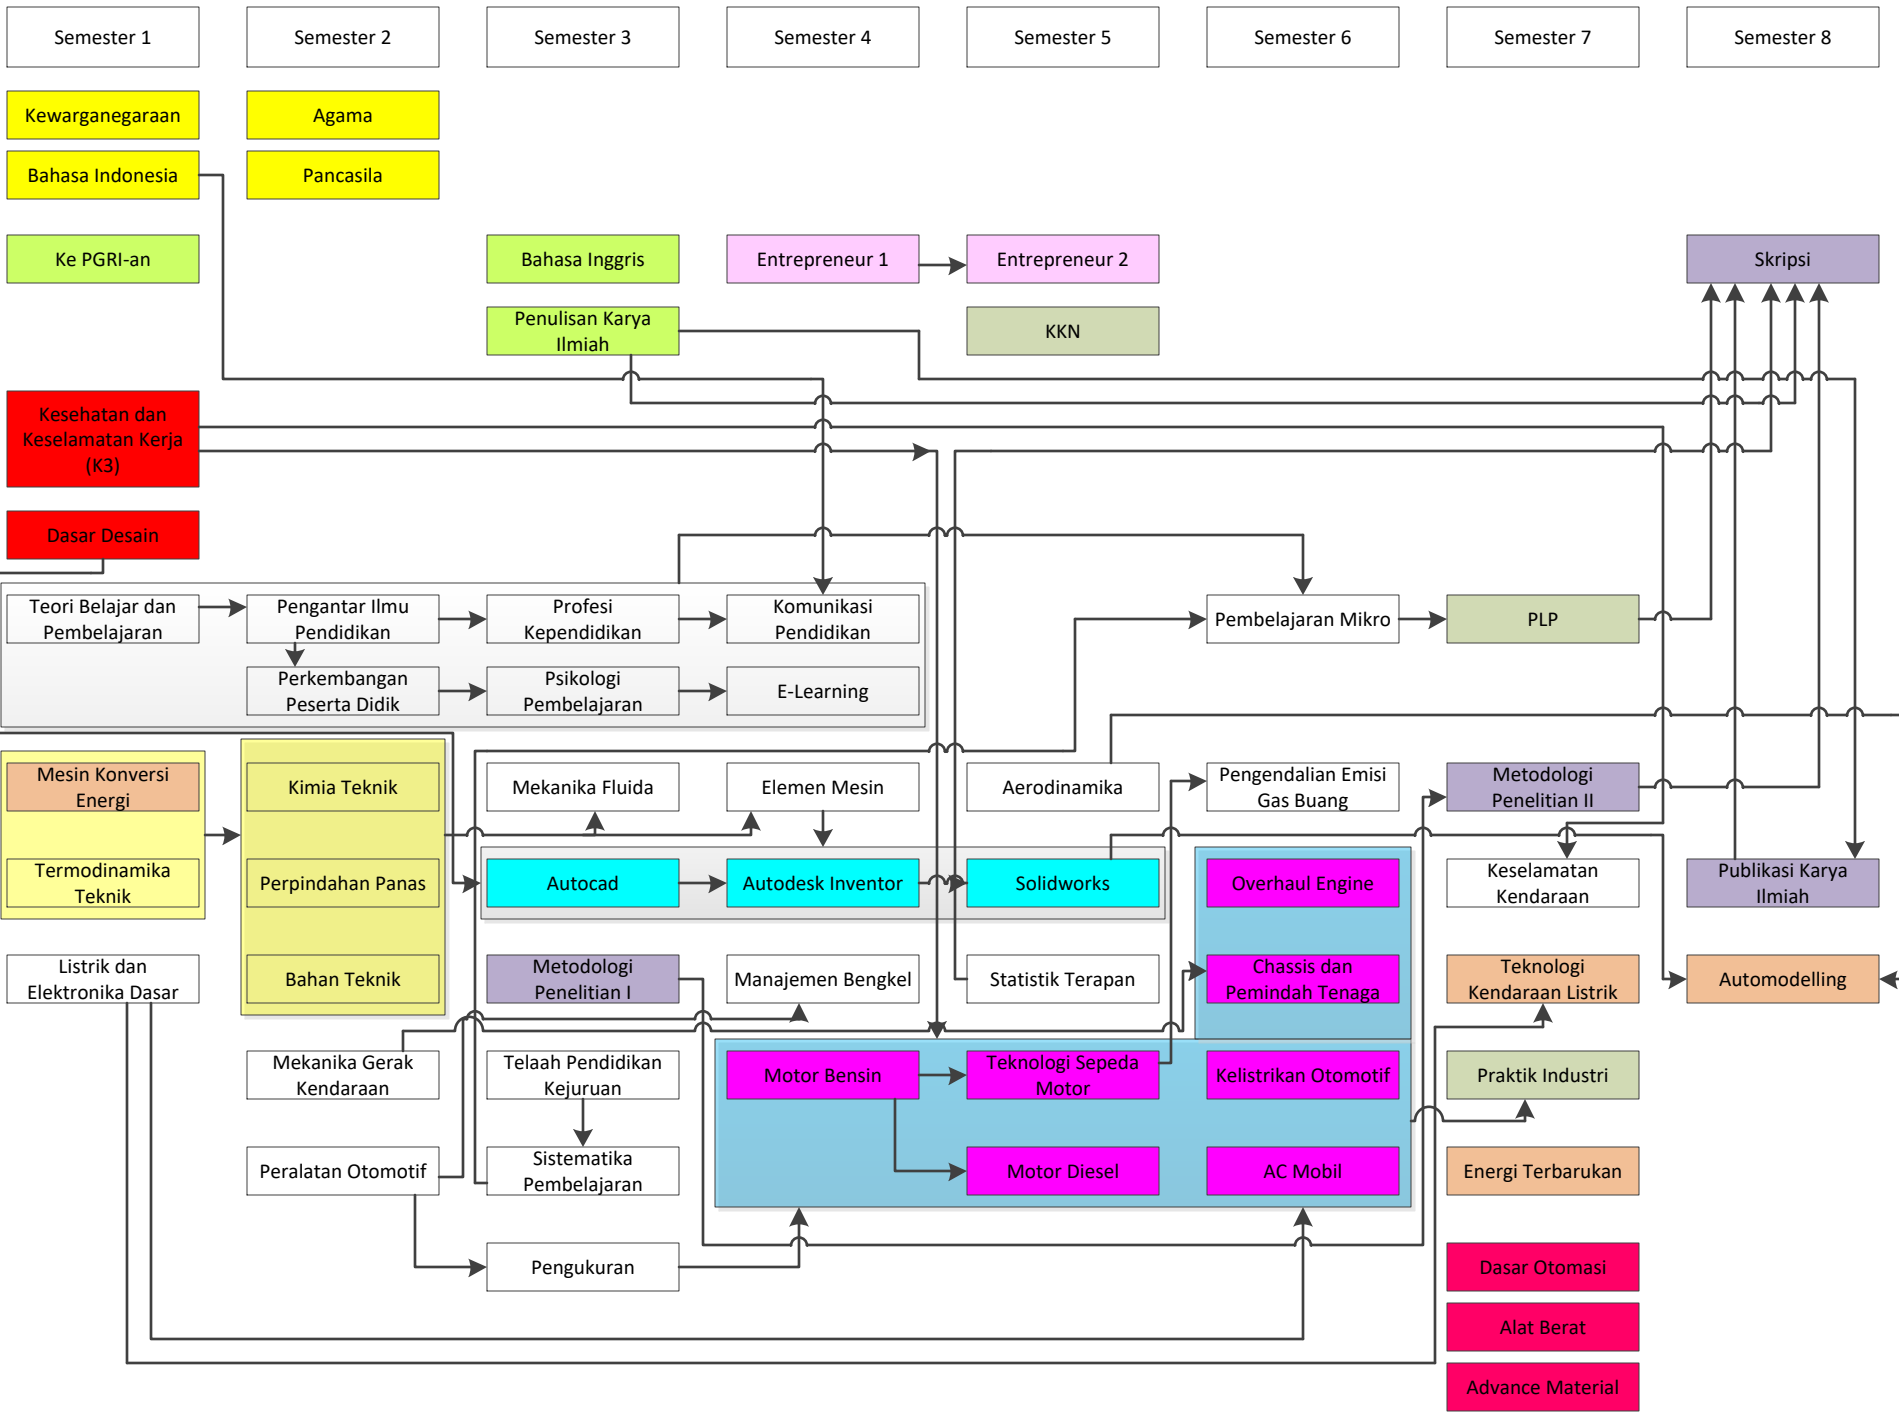 Semester 1
Semester 2
Semester 3
Semester 4
Semester 5
Semester 6
Semester 7
Semester 8
Kewarganegaraan
Agama
Bahasa Indonesia
Pancasila
Ke PGRI-an
Bahasa Inggris
Entrepreneur 1
Entrepreneur 2
Skripsi
Penulisan Karya
Ilmiah
KKN
Kesehatan dan
Keselamatan Kerja
(K3)
Dasar Desain
Teori Belajar dan
Pembelajaran
Pengantar Ilmu
Pendidikan
Profesi
Kependidikan
Komunikasi
Pendidikan
Pembelajaran Mikro
PLP
Perkembangan
Peserta Didik
Psikologi
Pembelajaran
E-Learning
Mesin Konversi
Energi
Kimia Teknik
Mekanika Fluida
Elemen Mesin
Aerodinamika
Pengendalian Emisi
Gas Buang
Metodologi
Penelitian II
Termodinamika
Teknik
Perpindahan Panas
Autocad
Autodesk Inventor
Solidworks
Overhaul Engine
Keselamatan
Kendaraan
Publikasi Karya
Ilmiah
Listrik dan
Elektronika Dasar
Bahan Teknik
Metodologi
Penelitian I
Manajemen Bengkel
Statistik Terapan
Chassis dan
Pemindah Tenaga
Teknologi
Kendaraan Listrik
Automodelling
Mekanika Gerak
Kendaraan
Telaah Pendidikan
Kejuruan
Motor Bensin
Teknologi Sepeda
Motor
Kelistrikan Otomotif
Praktik Industri
Peralatan Otomotif
Sistematika
Pembelajaran
Motor Diesel
AC Mobil
Energi Terbarukan
Pengukuran
Dasar Otomasi
Alat Berat
Advance Material